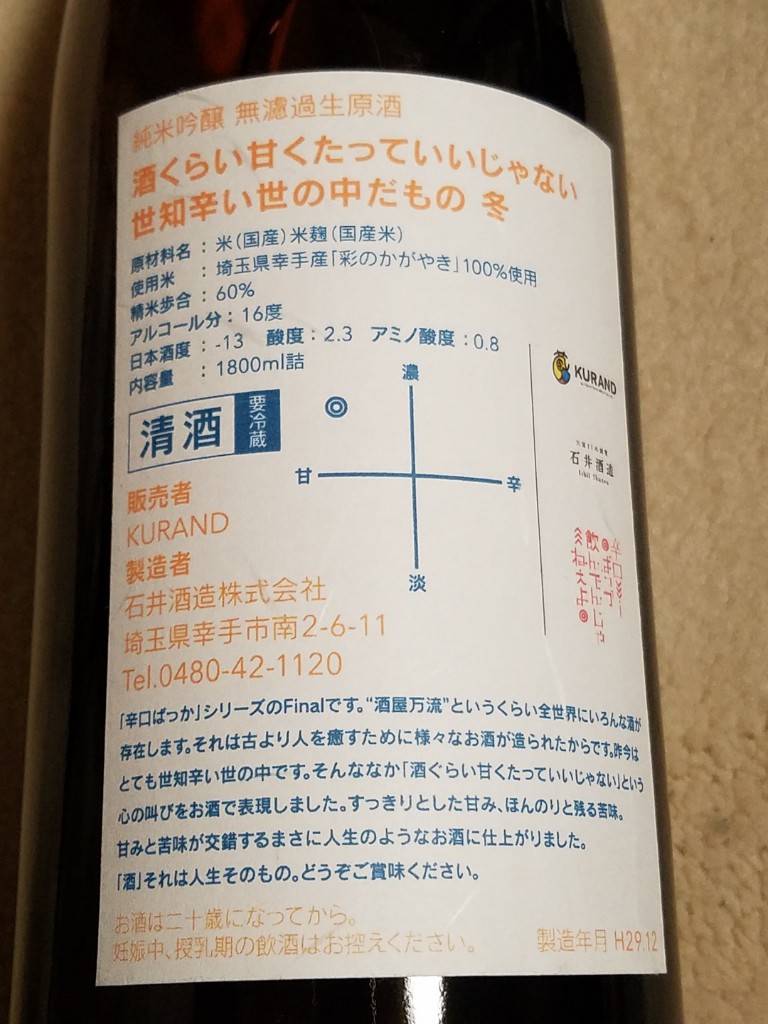 純米吟醸 無濾過生原酒
酒くらい甘くたっていいじゃない
世知辛い世の中だもの 冬
原材料名 : 米(国産)米麹(国産米)
使用米 : 埼玉県幸手産「彩のかがやき」100%使用
精米歩合 : 60%
アルコール分 : 16度
日本酒度 : -13 酸度 : 2.3 アミノ酸度 : 0.8
内容量 : 1800ml詰
清酒 要冷蔵
濃
甘
辛
淡
販売者
KURAND
製造者
石井酒造株式会社
埼玉県幸手市南2-6-11
Tel.0480-42-1120
KURAND
石井酒造
辛口ばっか
飲んでんじゃ
ねぇよ
「辛口ばっか」シリーズのFinalです。“酒屋万流”というくらい全世界にいろんな酒が
存在します。それは古より人を癒すために様々なお酒が造られたからです。昨今は
とても世知辛い世の中です。そんななか「酒ぐらい甘くたっていいじゃない」という
心の叫びをお酒で表現しました。すっきりとした甘み、ほんのりと残る苦味。
甘みと苦味が交錯するまさに人生のようなお酒に仕上がりました。
「酒」それは人生そのもの。どうぞご賞味ください。
お酒は二十歳になってから。
妊娠中、授乳期の飲酒はお控えください。 製造年月 H29.12